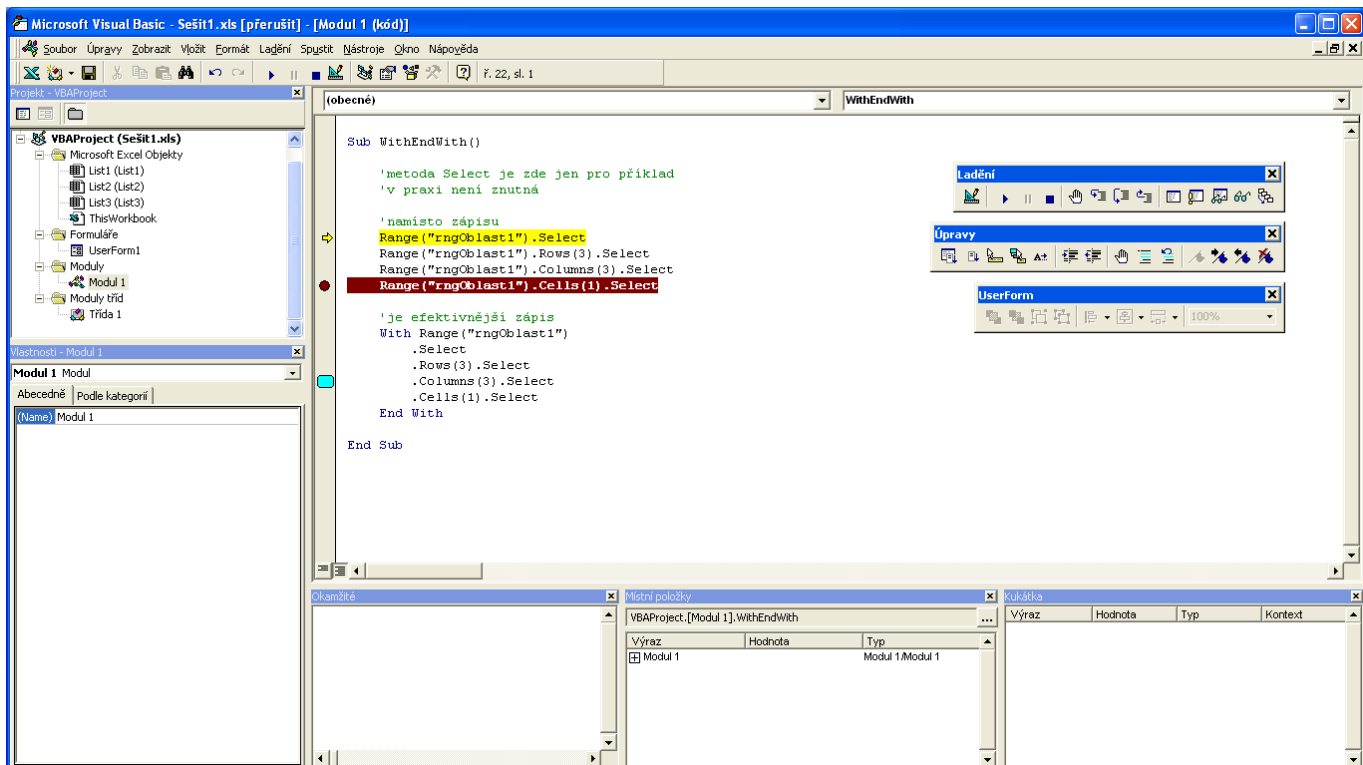 Microsoft Visual Basic - Sešit1.xls [přerušit] - [Modul 1 (kód)]
Soubor Úpravy Zobrazit Vložit Formát Ladění Spustit Nástroje Okno Nápověda
ř. 22, sl. 1
Projekt - VBAProject
VBAProject (Sešit1.xls)
Microsoft Excel Objekty
List1 (List1)
List2 (List2)
List3 (List3)
ThisWorkbook
Formuláře
UserForm1
Moduly
Modul 1
Moduly tříd
Třída 1
Vlastnosti - Modul 1
Modul 1 Modul
Abecedně Podle kategorií
(Name) Modul 1
(obecné) WithEndWith
Sub WithEndWith()
'metoda Select je zde jen pro příklad
'v praxi není znutná
'namísto zápisu
Range("rngOblast1").Select
Range("rngOblast1").Rows(3).Select
Range("rngOblast1").Columns(3).Select
Range("rngOblast1").Cells(1).Select
'je efektivnější zápis
With Range("rngOblast1")
.Select
.Rows(3).Select
.Columns(3).Select
.Cells(1).Select
End With
End Sub
Ladění
Úpravy
UserForm
100%
Okamžité
Místní položky
VBAProject.[Modul 1].WithEndWith
...
Výraz Hodnota Typ
Modul 1 Modul 1/Modul 1
Kukátka
Výraz Hodnota Typ Kontext